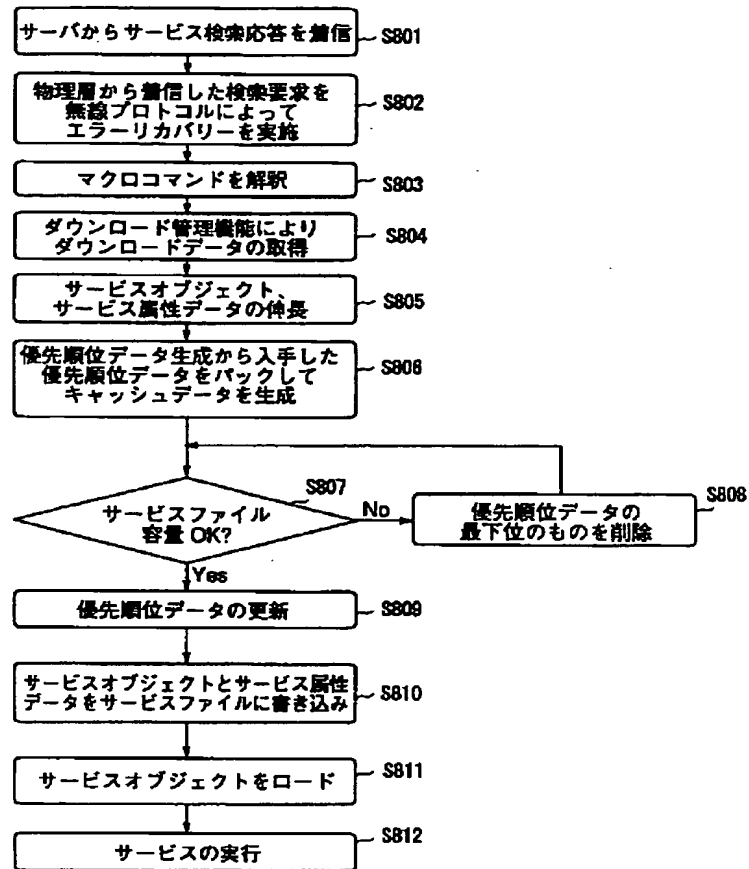 サーバからサービス検索応答を着信
S801
物理層から着信した検索要求を
無線プロトコルによって
エラーリカバリーを実施
S802
マクロコマンドを解釈
S803
ダウンロード管理機能により
ダウンロードデータの取得
S804
サービスオブジェクト、
サービス属性データの伸長
S805
優先順位データ生成から入手した
優先順位データをパックして
キャッシュデータを生成
S806
サービスファイル
容量 OK?
S807
No
優先順位データの
最下位のものを削除
S808
Yes
優先順位データの更新
S809
サービスオブジェクトとサービス属性
データをサービスファイルに書き込み
S810
サービスオブジェクトをロード
S811
サービスの実行
S812